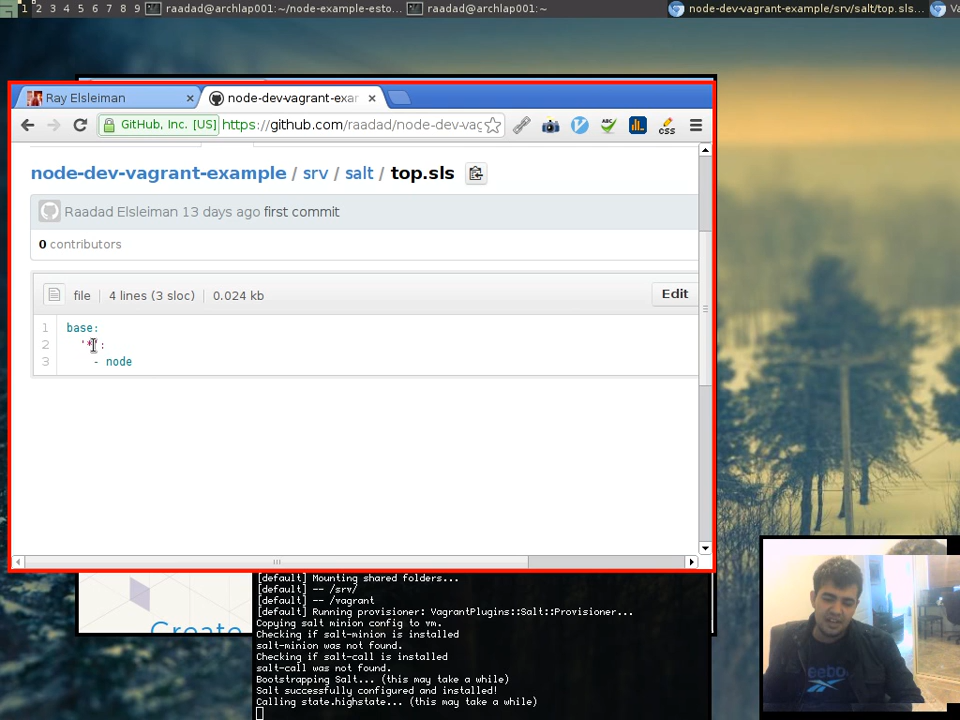 1 2 3 4 5 6 7 8 9 raadad@archlap001:~/node-example-esto... raadad@archlap001:~ node-dev-vagrant-example/srv/salt/top.sls...
Ray Elsleiman × node-dev-vagrant-exar ×
GitHub, Inc. [US] https://github.com/raadad/node-dev-vag
ABC
css
node-dev-vagrant-example / srv / salt / top.sls
Raadad Elsleiman 13 days ago first commit
0 contributors
file 4 lines (3 sloc) 0.024 kb Edit
1 base:
2 '*':
3 - node
Create
[default] Mounting shared folders...
[default] -- /srv/
[default] -- /vagrant
[default] Running provisioner: VagrantPlugins::Salt::Provisioner...
Copying salt minion config to vm.
Checking if salt-minion is installed
salt-minion was not found.
Checking if salt-call is installed
salt-call was not found.
Bootstrapping Salt... (this may take a while)
Salt successfully configured and installed!
Calling state.highstate... (this may take a while)